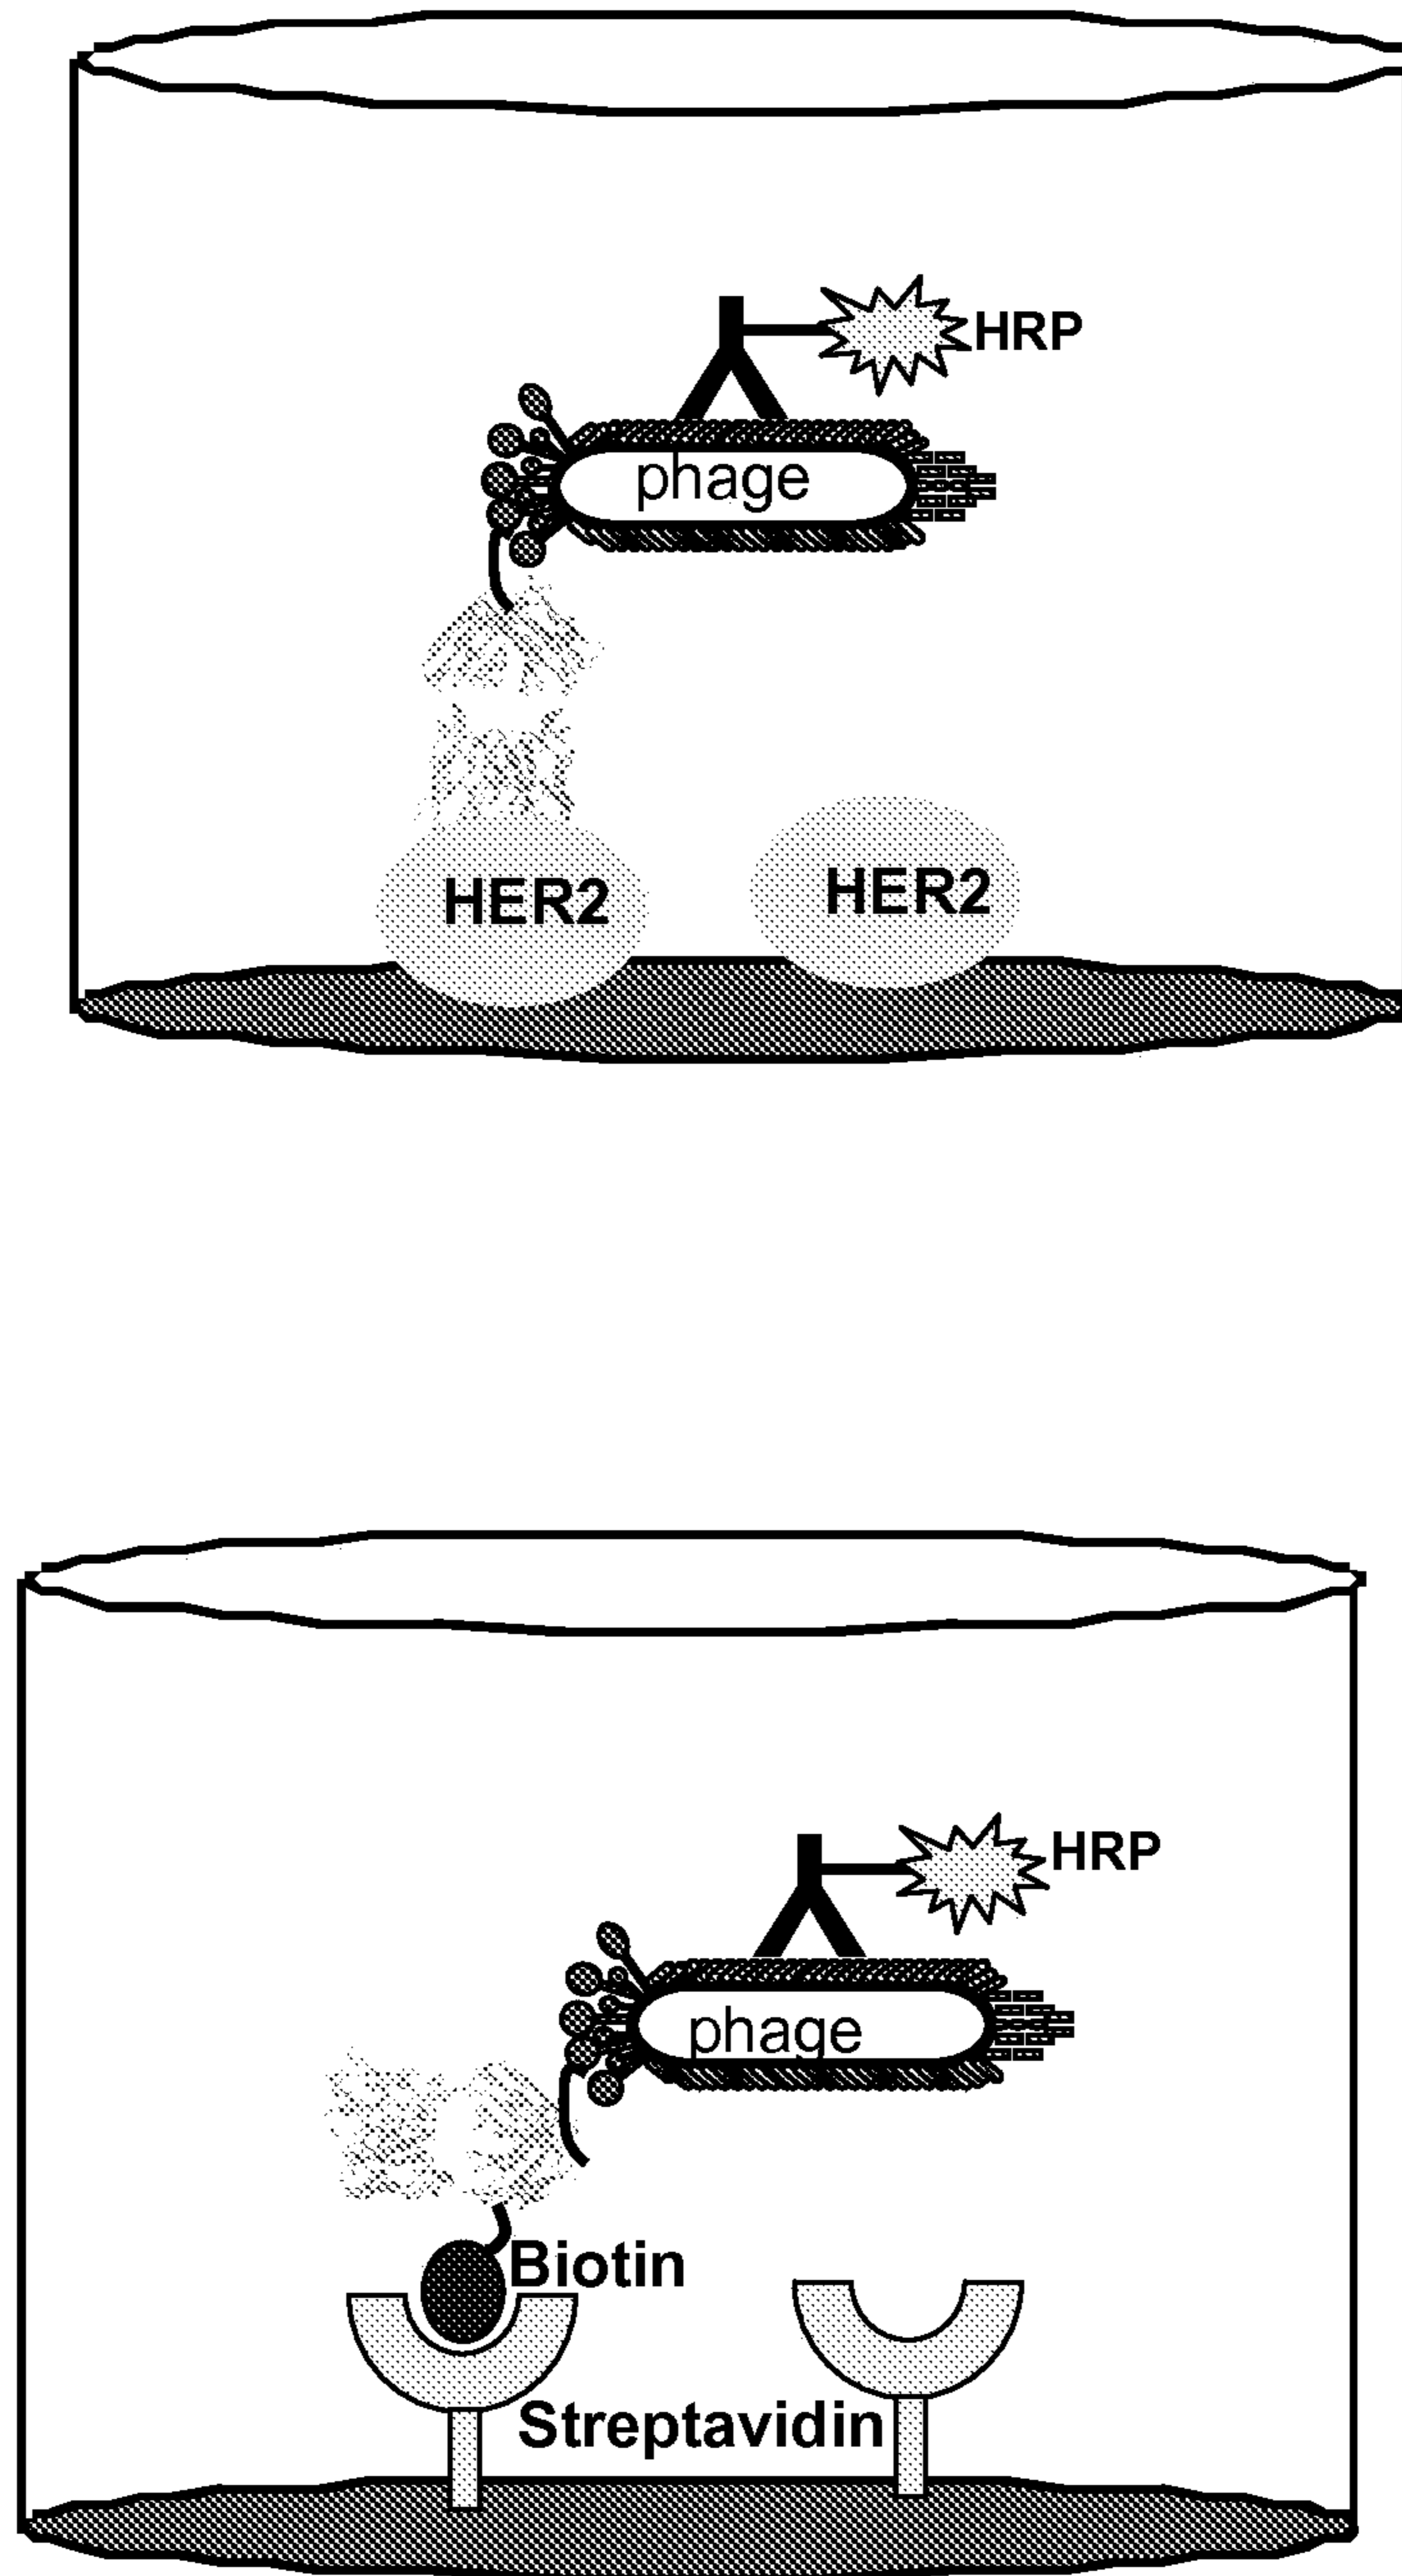 HRP
phage
HER2
HER2
HRP
phage
Biotin
Streptavidin